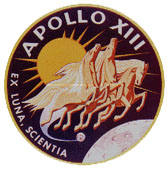 APOLLO XIII
EX LUNA, SCIENTIA